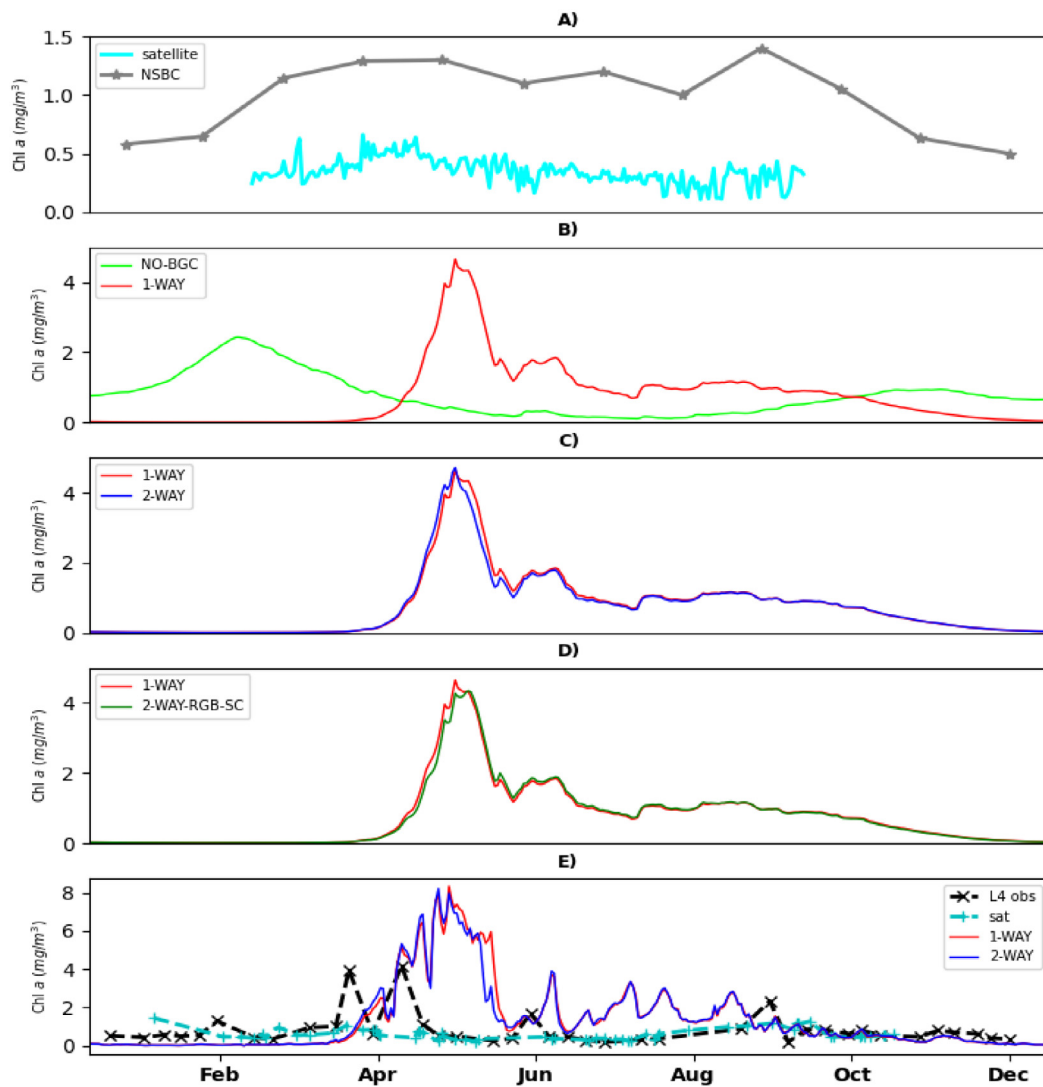 A)
Chl a (mg/m³)
1.5
1.0
0.5
0.0
satellite
NSBC
B)
Chl a (mg/m³)
4
2
0
NO-BGC
1-WAY
C)
Chl a (mg/m³)
4
2
0
1-WAY
2-WAY
D)
Chl a (mg/m³)
4
2
0
1-WAY
2-WAY-RGB-SC
E)
Chl a (mg/m³)
8
6
4
2
0
L4 obs
sat
1-WAY
2-WAY
Feb Apr Jun Aug Oct Dec